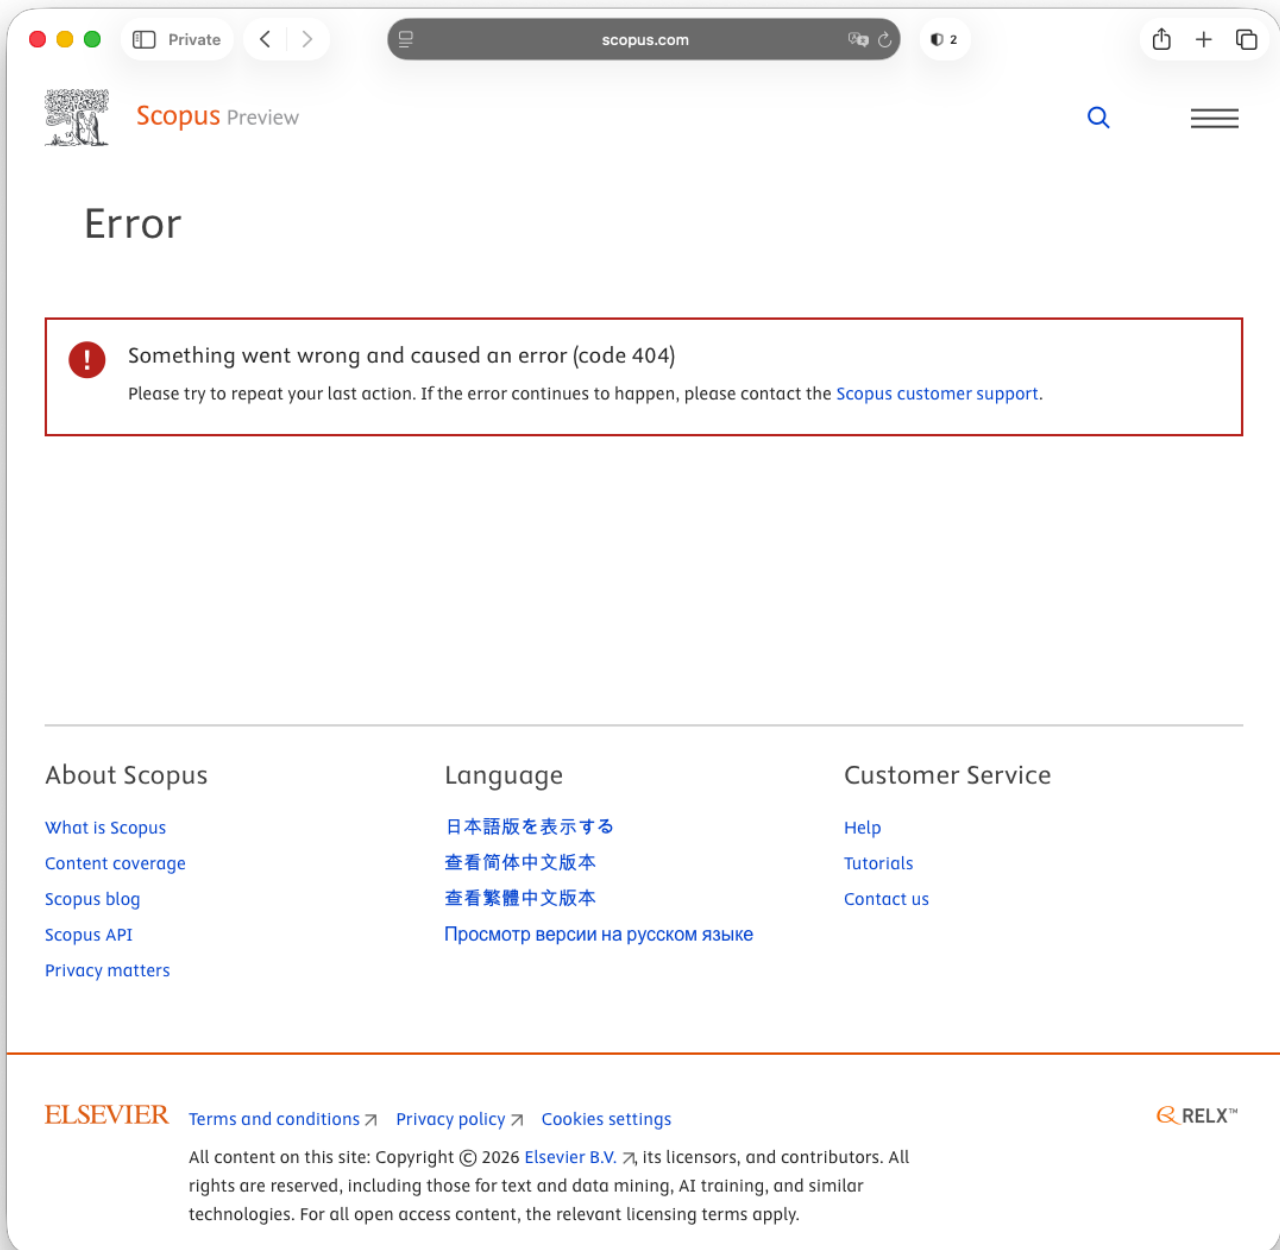 Private
scopus.com
2
Scopus Preview
Error
Something went wrong and caused an error (code 404)
Please try to repeat your last action. If the error continues to happen, please contact the Scopus customer support.
About Scopus
What is Scopus
Content coverage
Scopus blog
Scopus API
Privacy matters
Language
日本語版を表示する
查看简体中文版本
查看繁體中文版本
Просмотр версии на русском языке
Customer Service
Help
Tutorials
Contact us
ELSEVIER
Terms and conditions Privacy policy Cookies settings
All content on this site: Copyright © 2026 Elsevier B.V. , its licensors, and contributors. All
rights are reserved, including those for text and data mining, AI training, and similar
technologies. For all open access content, the relevant licensing terms apply.
RELX™